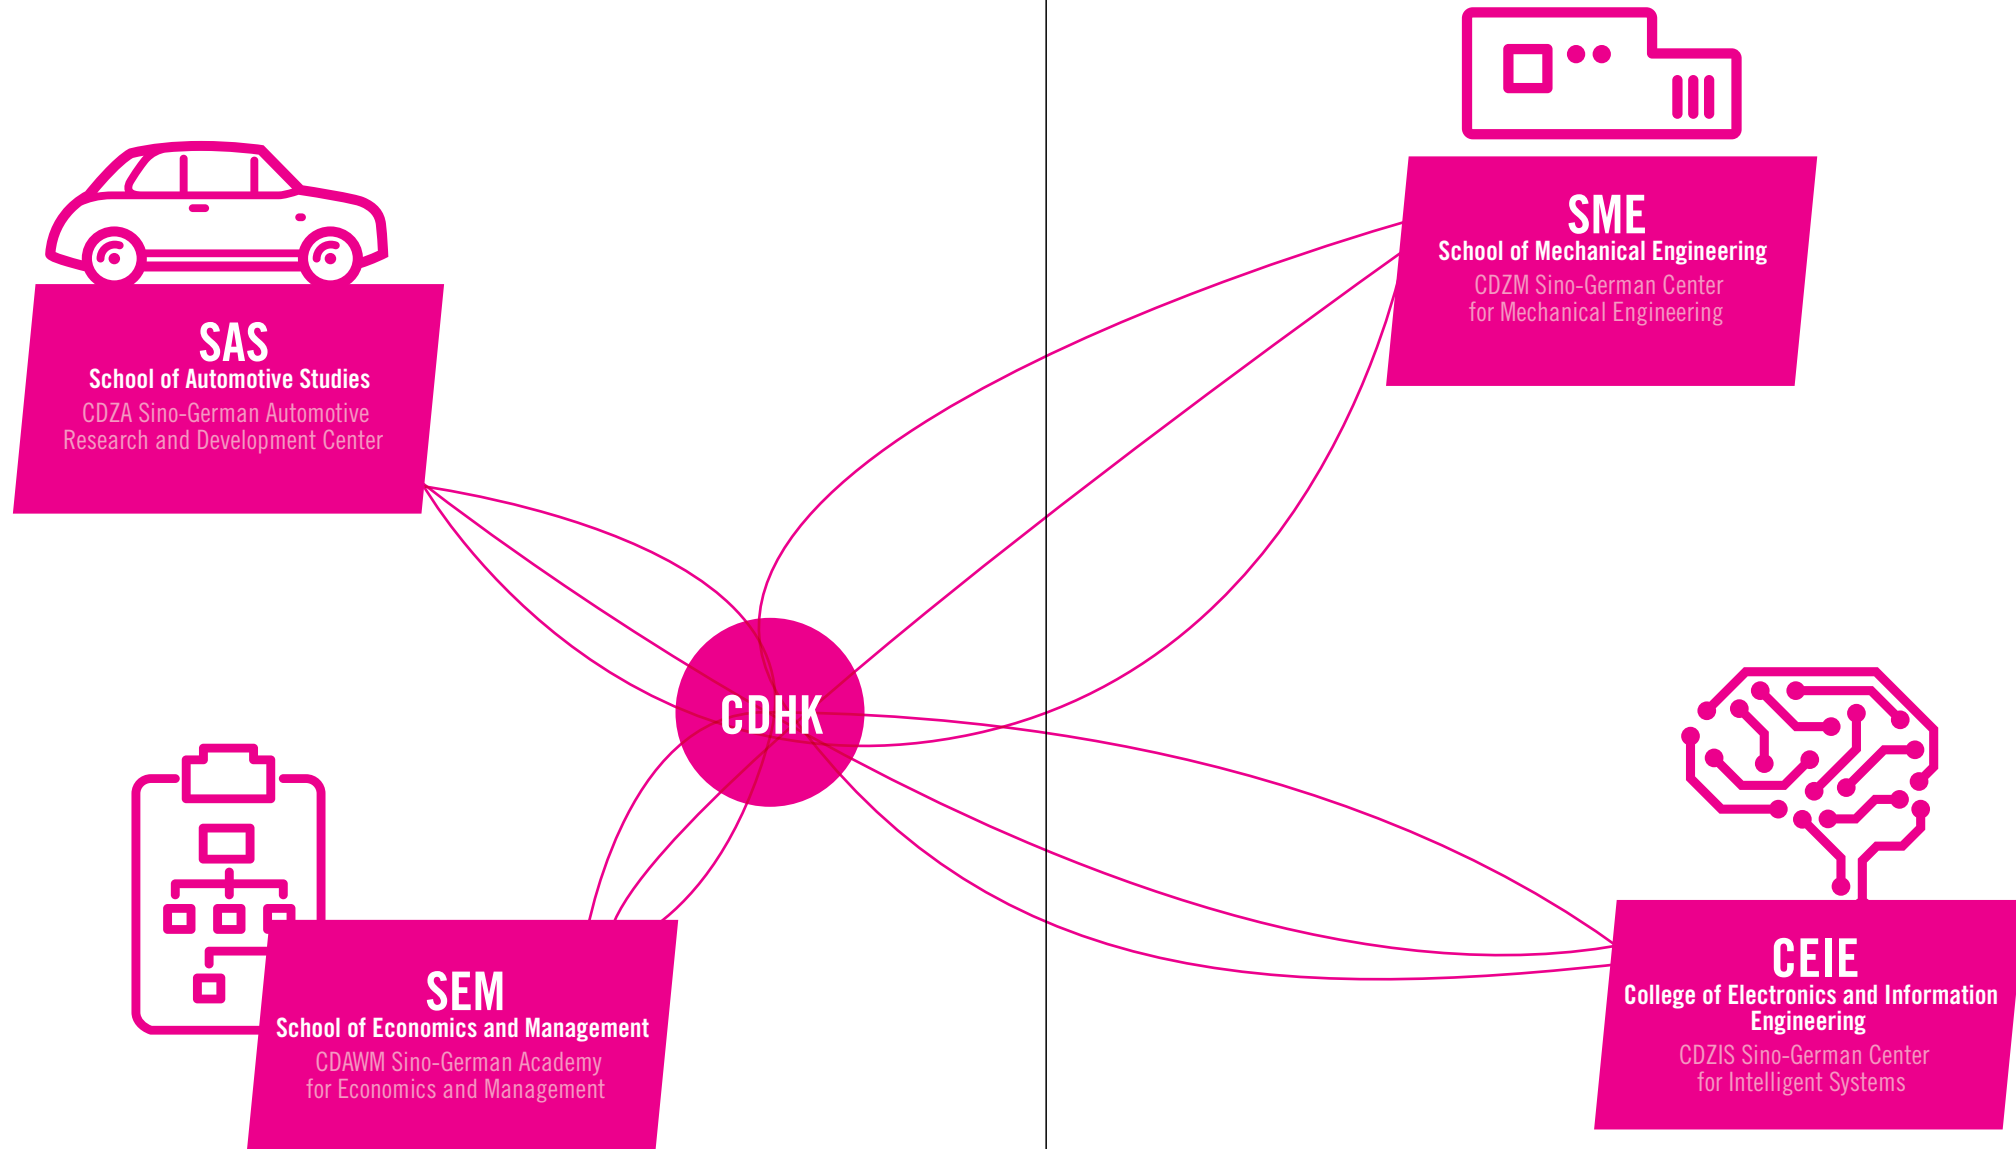 SAS
School of Automotive Studies
CDZA Sino-German Automotive
Research and Development Center
SME
School of Mechanical Engineering
CDZM Sino-German Center
for Mechanical Engineering
CDHK
SEM
School of Economics and Management
CDAWM Sino-German Academy
for Economics and Management
CEIE
College of Electronics and Information
Engineering
CDZIS Sino-German Center
for Intelligent Systems